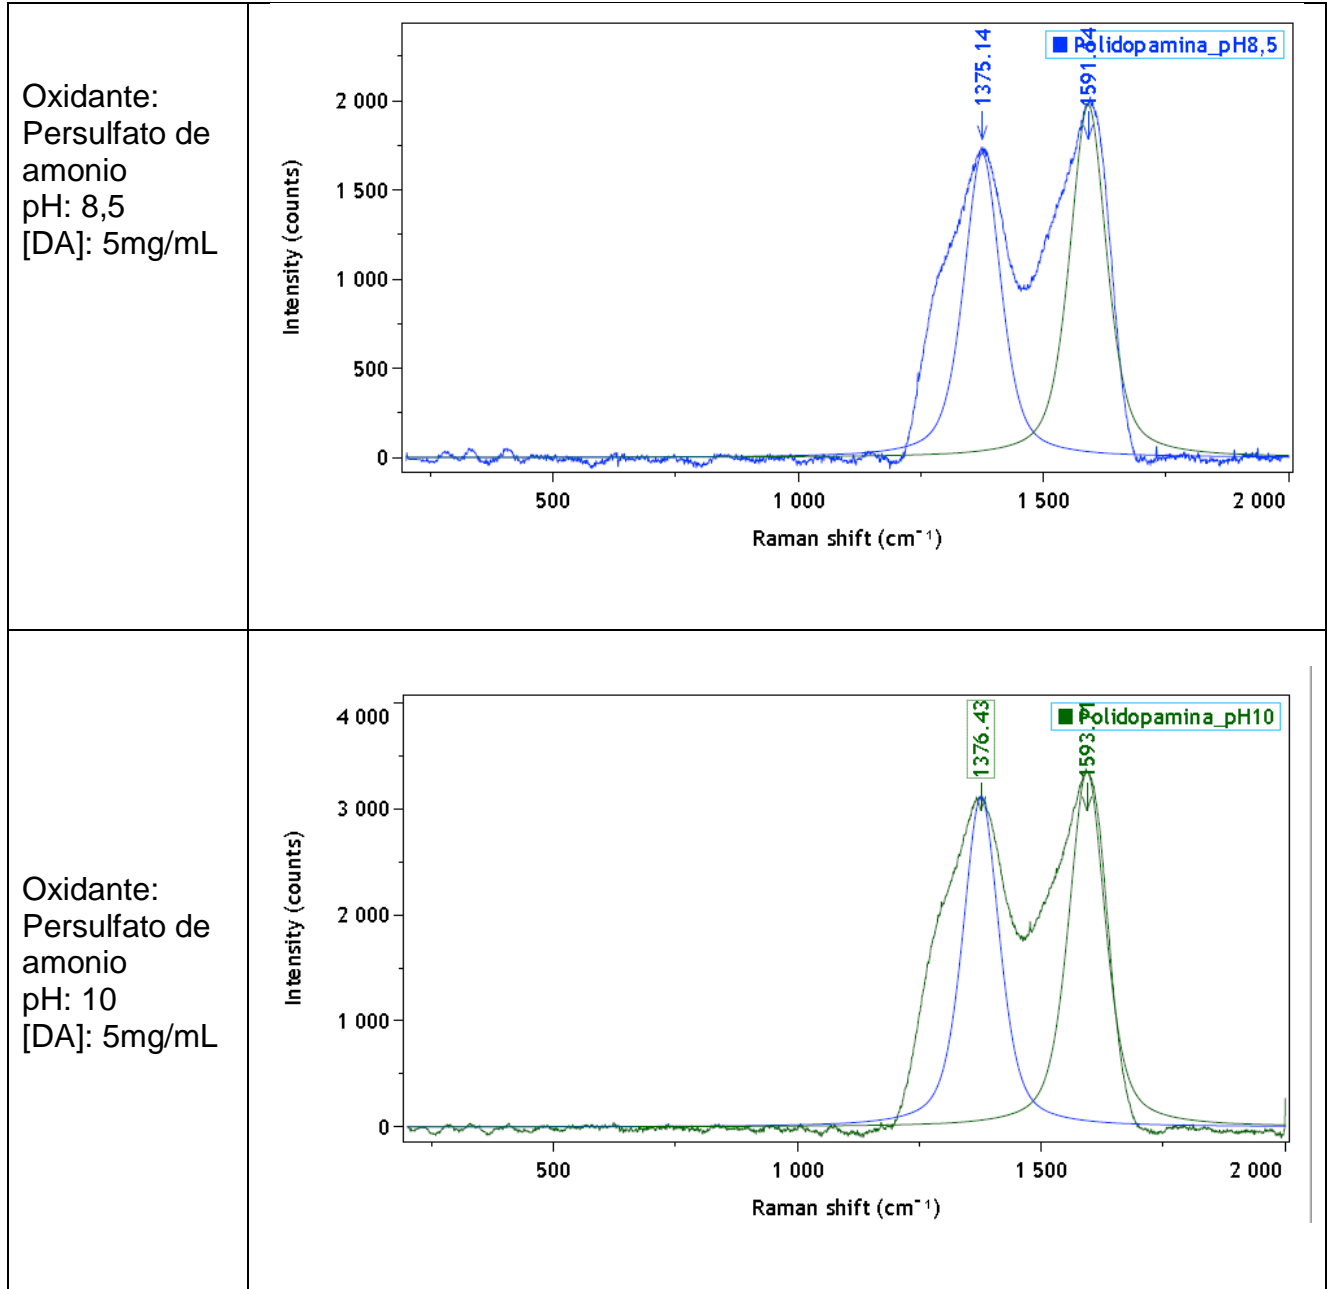 Oxidante:
Persulfato de
amonio
pH: 8,5
[DA]: 5mg/mL
Polidopamina_pH8,5
1375.14
Intensity (counts)
2 000
1 500
1 000
500
0
500
1 000
1 500
2 000
Raman shift (cm⁻¹)
Oxidante:
Persulfato de
amonio
pH: 10
[DA]: 5mg/mL
Polidopamina_pH10
1376.43
Intensity (counts)
4 000
3 000
2 000
1 000
0
500
1 000
1 500
2 000
Raman shift (cm⁻¹)